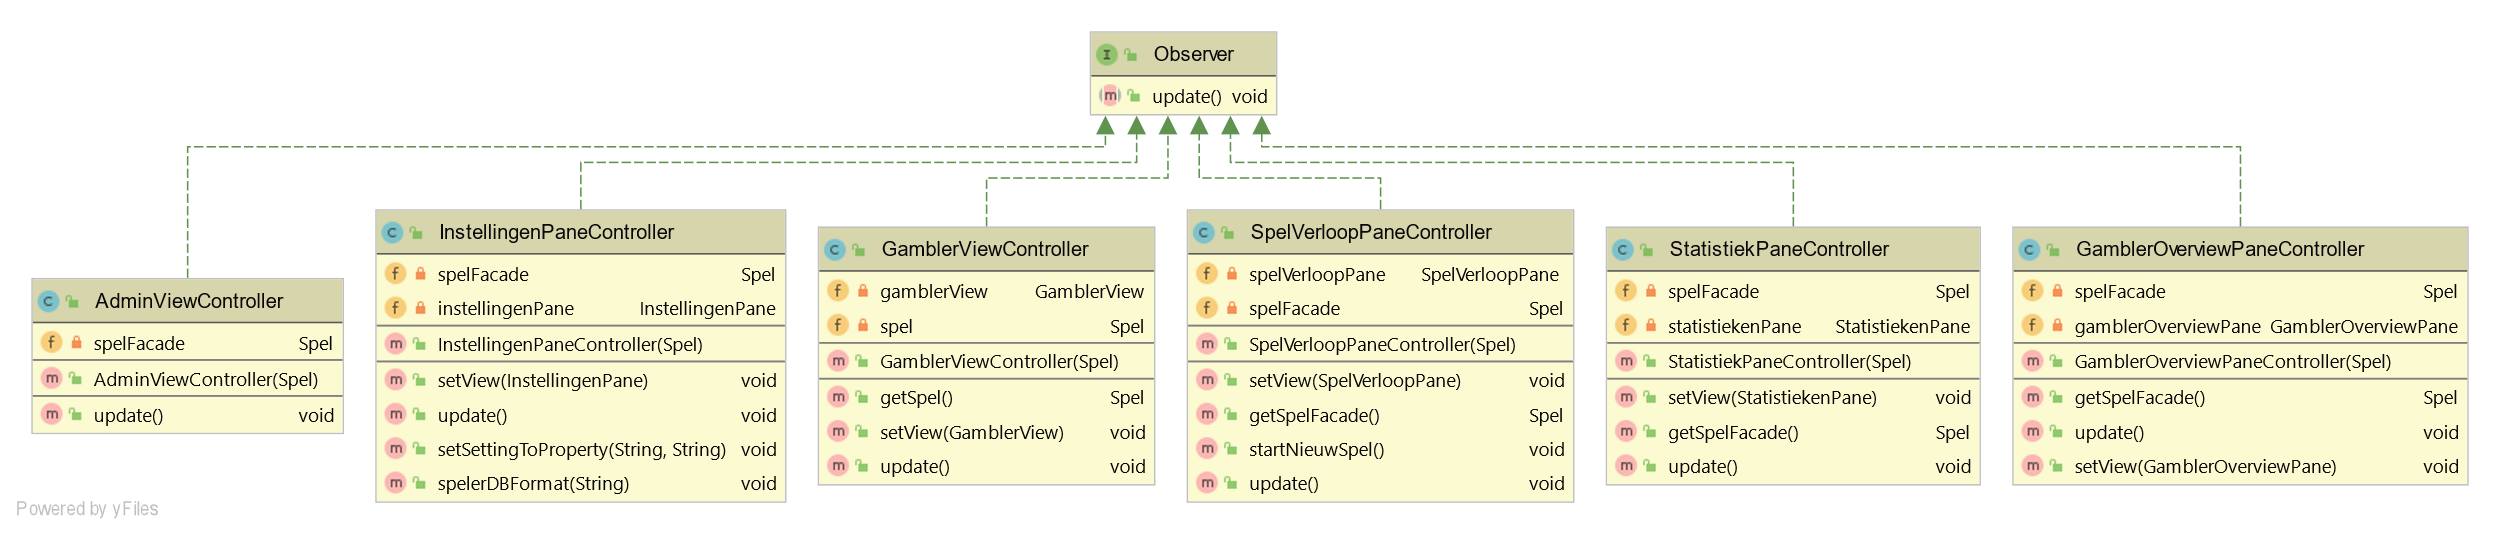 Observer
update() void
AdminViewController
spelFacade Spel
AdminViewController(Spel)
update() void
InstellingenPaneController
spelFacade Spel
instellingenPane InstellingenPane
InstellingenPaneController(Spel)
setView(InstellingenPane) void
update() void
setSettingToProperty(String, String) void
spelerDBFormat(String) void
GamblerViewController
gamblerView GamblerView
spel Spel
GamblerViewController(Spel)
getSpel() Spel
setView(GamblerView) void
update() void
SpelVerloopPaneController
spelVerloopPane SpelVerloopPane
spelFacade Spel
SpelVerloopPaneController(Spel)
setView(SpelVerloopPane) void
getSpelFacade() Spel
startNieuwSpel() void
update() void
StatistiekPaneController
spelFacade Spel
statistiekenPane StatistiekenPane
StatistiekPaneController(Spel)
setView(StatistiekenPane) void
getSpelFacade() Spel
update() void
GamblerOverviewPaneController
spelFacade Spel
gamblerOverviewPane GamblerOverviewPane
GamblerOverviewPaneController(Spel)
getSpelFacade() Spel
update() void
setView(GamblerOverviewPane) void
Powered by yFiles